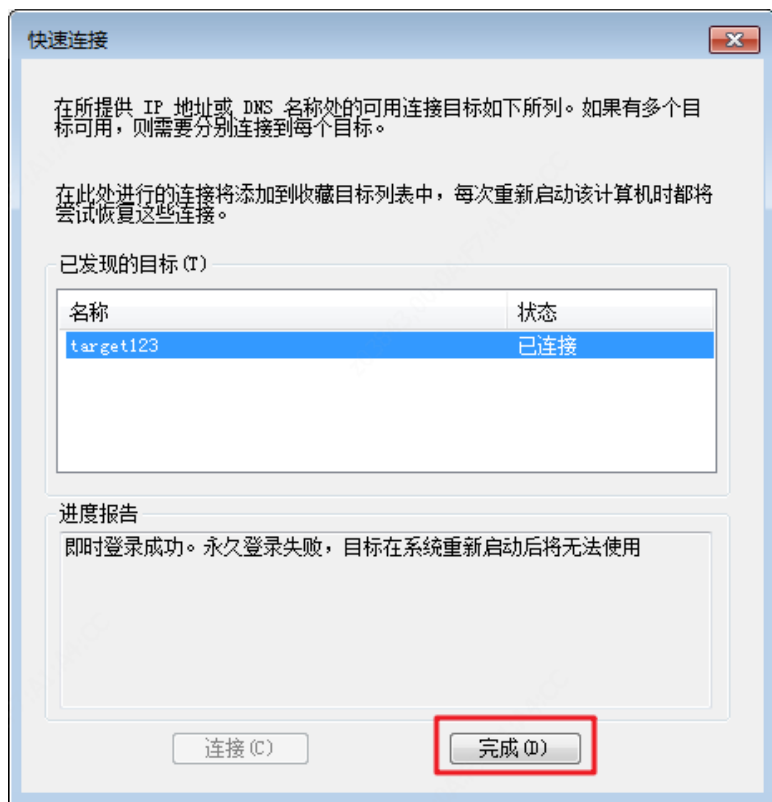 快速连接
在所提供 IP 地址或 DNS 名称处的可用连接目标如下所列。如果有多个目
标可用，则需要分别连接到每个目标。
在此处进行的连接将添加到收藏目标列表中，每次重新启动该计算机时都将
尝试恢复这些连接。
已发现的目标(T)
名称 状态
target123 已连接
进度报告
即时登录成功。永久登录失败，目标在系统重新启动后将无法使用
连接(C) 完成(D)